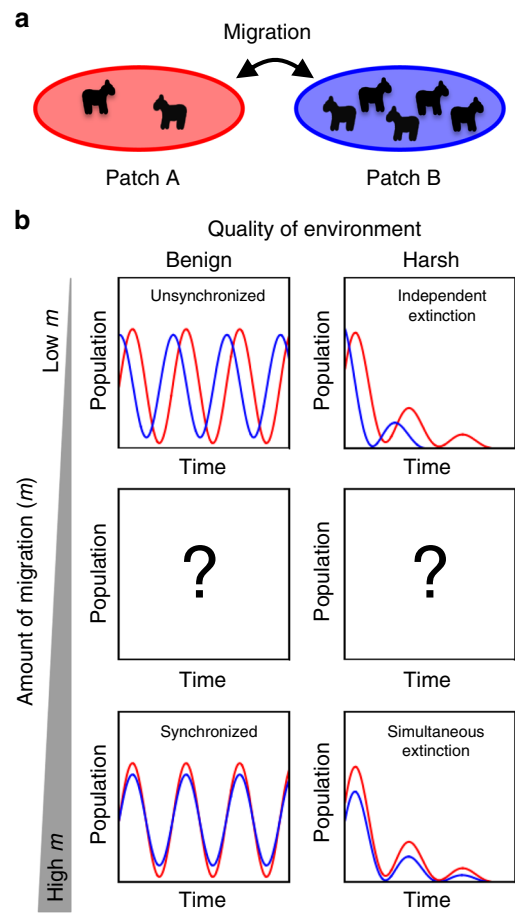 a
Migration
Patch A
Patch B
b
Quality of environment
Benign
Harsh
Amount of migration (m)
Low m
High m
Population
Unsynchronized
Time
Population
Independent
extinction
Time
Population
?
Time
Population
?
Time
Population
Synchronized
Time
Population
Simultaneous
extinction
Time